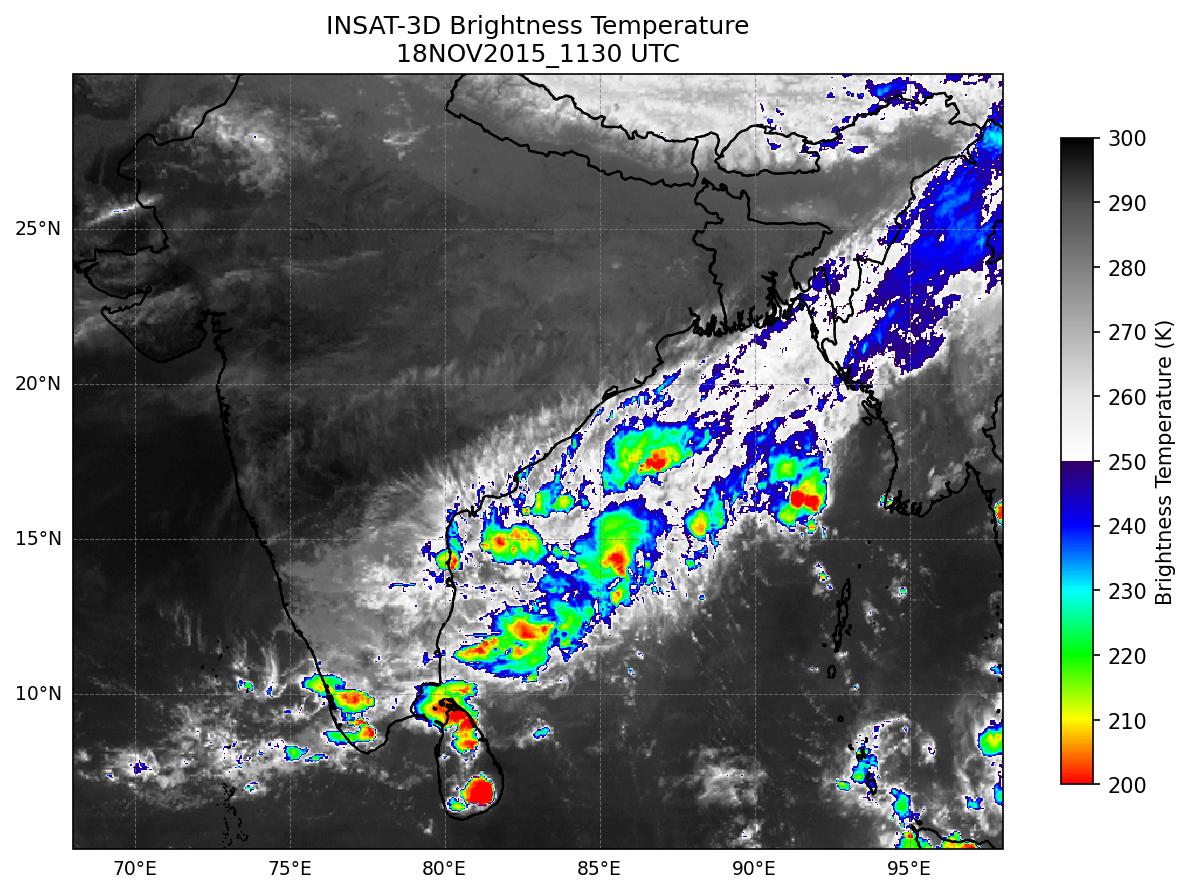 INSAT-3D Brightness Temperature
18NOV2015_1130 UTC
25°N
20°N
15°N
10°N
70°E
75°E
80°E
85°E
90°E
95°E
300
290
280
270
260
250
240
230
220
210
200
Brightness Temperature (K)